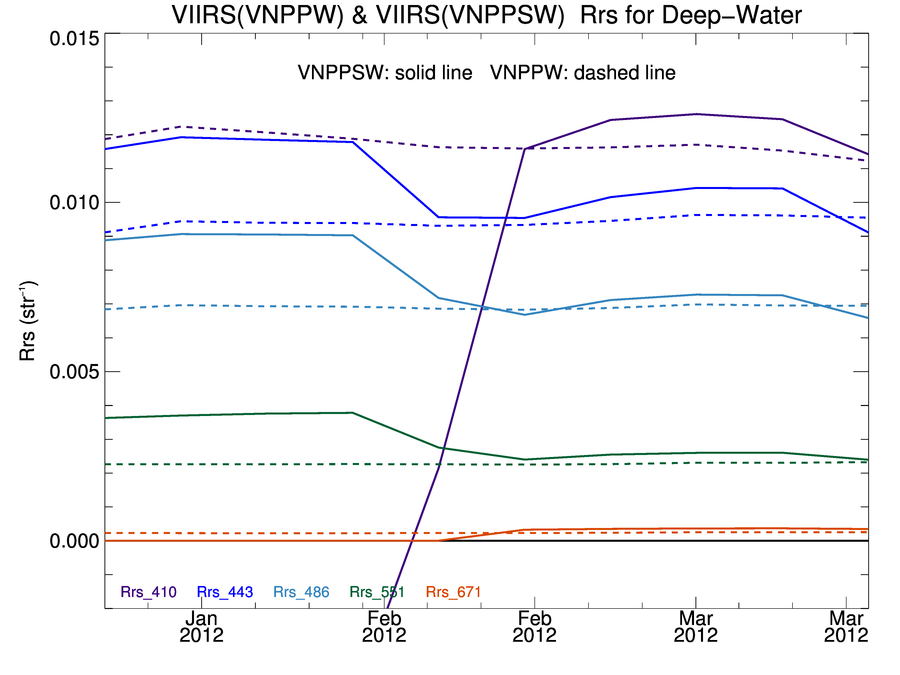 VIIRS(VNPPW) & VIIRS(VNPPSW)  Rrs for Deep−Water
VNPPSW: solid line   VNPPW: dashed line
0.015
0.010
0.005
0.000
Rrs (str⁻¹)
Rrs_410 Rrs_443 Rrs_486 Rrs_551 Rrs_671
Jan Feb Feb Mar Mar
2012 2012 2012 2012 2012